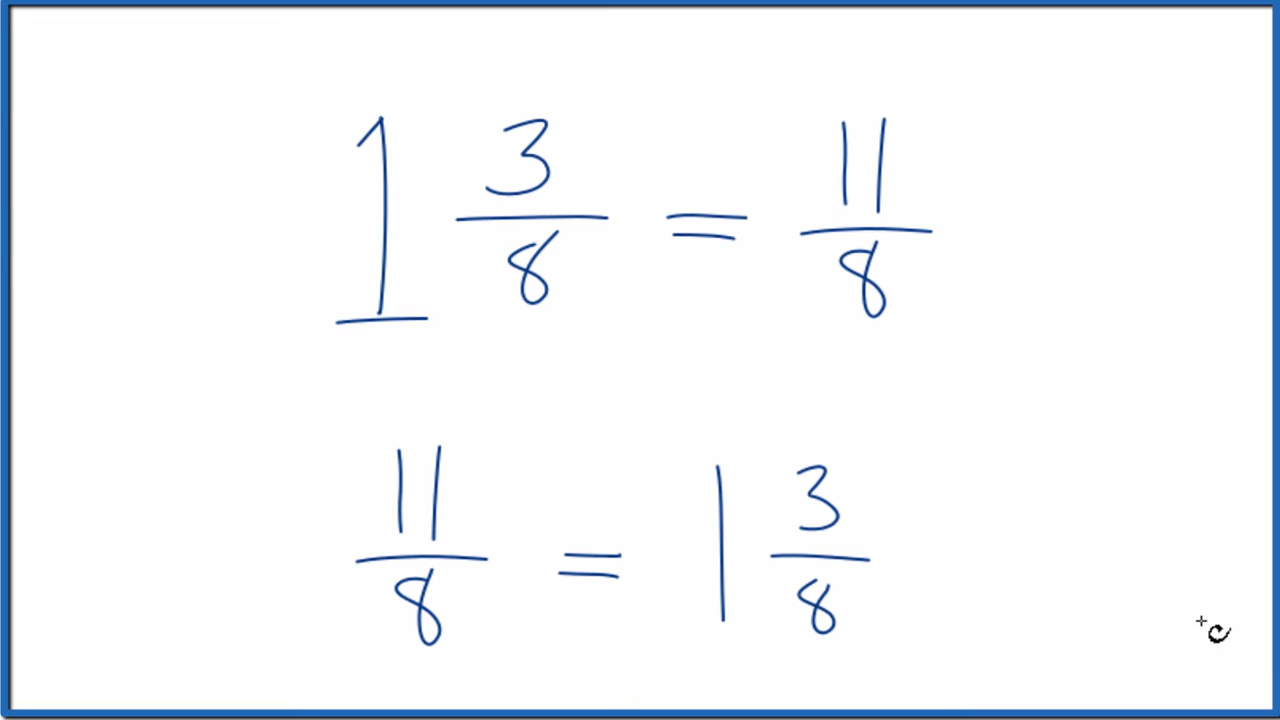 1 3/8 = 11/8
11/8 = 1 3/8